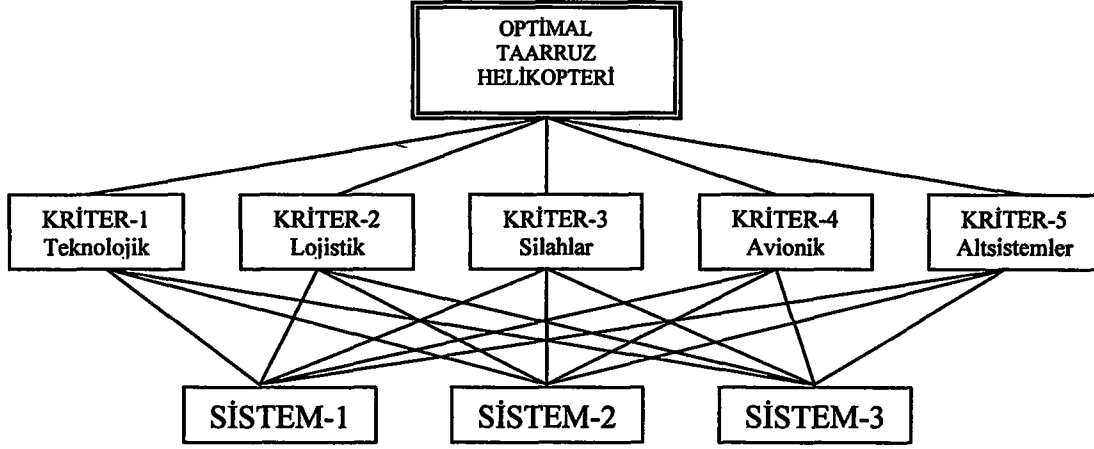 OPTİMAL
TAARRUZ
HELİKOPTERİ
KRİTER-1
Teknolojik
KRİTER-2
Lojistik
KRİTER-3
Silahlar
KRİTER-4
Avionik
KRİTER-5
Altsistemler
SİSTEM-1
SİSTEM-2
SİSTEM-3